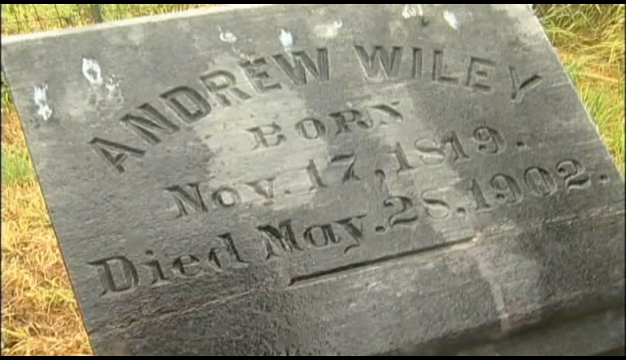 ANDREW WILEY
BORN
Nov. 17, 1819.
Died May. 28. 1902.